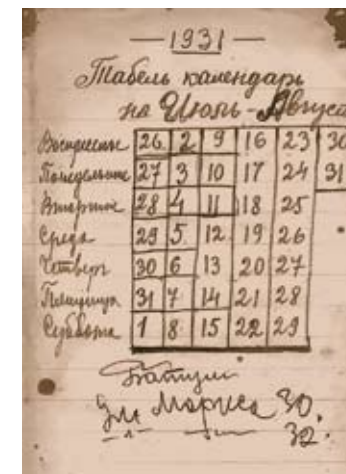 — 1931 —
Табель календарь
на Июль - Август
Воскресенье 26 2 9 16 23 30
Понедельник 27 3 10 17 24 31
Вторник 28 4 11 18 25
Среда 29 5. 12. 19 26
Четверг 30 6 13 20 27
Пятница 31 7 14 21 28
Суббота 1 8 15 22 29
Батуми
ул Маркса 30.
32.